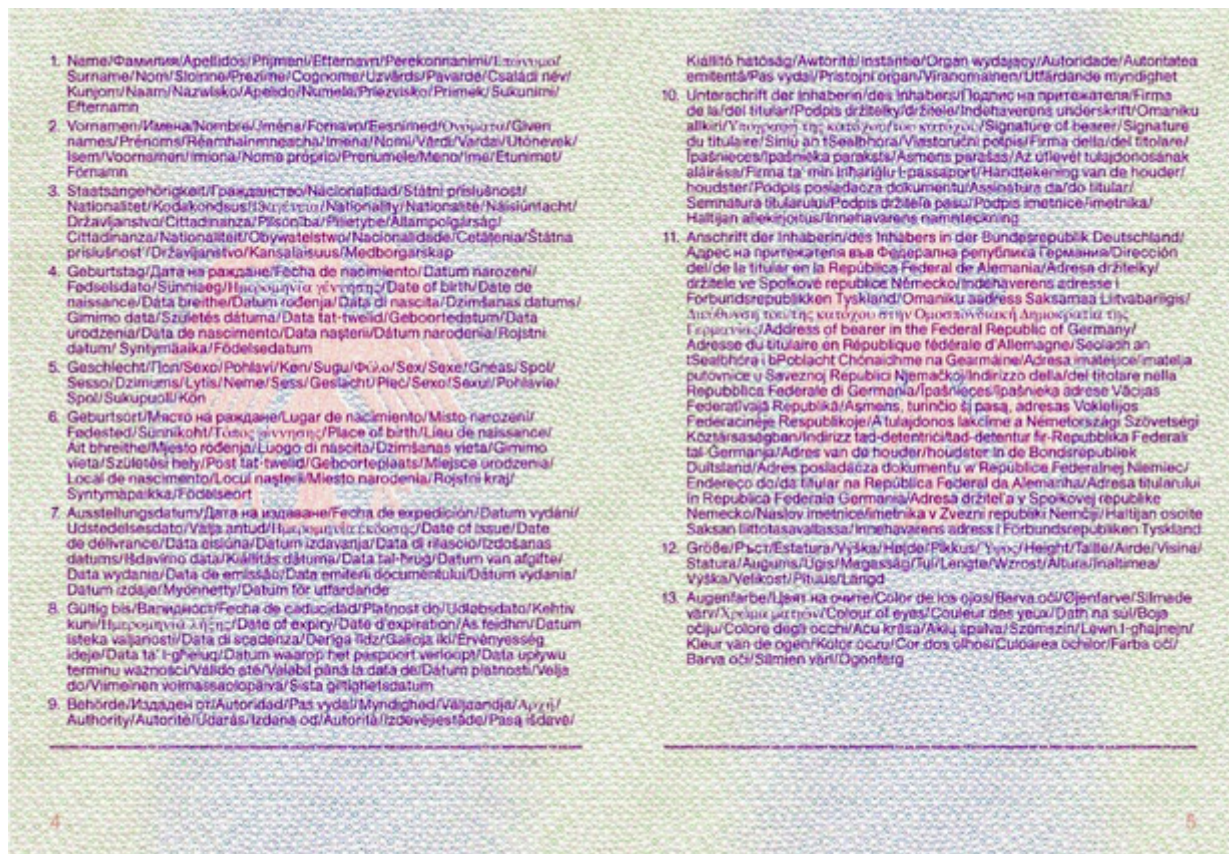 1. Name/Фамилия/Apellidos/Příjmení/Efternavn/Perekonnanimi/Επώνυμο/
Surname/Nom/Sloinne/Prezime/Cognome/Uzvārds/Pavardė/Családi név/
Kunjom/Naam/Nazwisko/Apelido/Numele/Priezvisko/Priimek/Sukunimi/
Efternamn
2. Vornamen/Имена/Nombre/Jména/Fornavn/Eesnimed/Ονόματα/Given
names/Prénoms/Réamhainmneacha/Imena/Nomi/Vārdi/Vardai/Utónevek/
Isem/Voornamen/Imiona/Nome próprio/Prenumele/Meno/Ime/Etunimet/
Förnamn
3. Staatsangehörigkeit/Гражданство/Nacionalidad/Státní příslušnost/
Nationalitet/Kodakondsus/Ιθαγένεια/Nationality/Nationalité/Náisiúntacht/
Državljanstvo/Cittadinanza/Pilsonība/Pilietybė/Állampolgárság/
Cittadinanza/Nationaliteit/Obywatelstwo/Nacionalidade/Cetăţenia/Štátna
príslušnosť/Državljanstvo/Kansalaisuus/Medborgarskap
4. Geburtstag/Дата на раждане/Fecha de nacimiento/Datum narození/
Fødselsdato/Sünniaeg/Ημερομηνία γέννησης/Date of birth/Date de
naissance/Dáta breithe/Datum rođenja/Data di nascita/Dzimšanas datums/
Gimimo data/Születés dátuma/Data tat-twelid/Geboortedatum/Data
urodzenia/Data de nascimento/Data naşterii/Dátum narodenia/Rojstni
datum/ Syntymäaika/Födelsedatum
5. Geschlecht/Пол/Sexo/Pohlaví/Køn/Sugu/Φύλο/Sex/Sexe/Gnéas/Spol/
Sesso/Dzimums/Lytis/Neme/Sess/Geslacht/Płeć/Sexo/Sexul/Pohlavie/
Spol/Sukupuoli/Kön
6. Geburtsort/Място на раждане/Lugar de nacimiento/Místo narození/
Fødested/Sünnikoht/Τόπος γέννησης/Place of birth/Lieu de naissance/
Áit bhreithe/Mjesto rođenja/Luogo di nascita/Dzimšanas vieta/Gimimo
vieta/Születési hely/Post tat-twelid/Geboorteplaats/Miejsce urodzenia/
Local de nascimento/Locul naşterii/Miesto narodenia/Rojstni kraj/
Syntymäpaikka/Födelseort
7. Ausstellungsdatum/Дата на издаване/Fecha de expedición/Datum vydání/
Udstedelsesdato/Välja antud/Ημερομηνία έκδοσης/Date of issue/Date
de délivrance/Dáta eisiúna/Datum izdavanja/Data di rilascio/Izdošanas
datums/Išdavimo data/Kiállítás dátuma/Data tal-ħrug/Datum van afgifte/
Data wydania/Data de emissão/Data emiterii documentului/Dátum vydania/
Datum izdaje/Myönnetty/Datum för utfärdande
8. Gültig bis/Валидност/Fecha de caducidad/Platnost do/Udløbsdato/Kehtiv
kuni/Ημερομηνία λήξης/Date of expiry/Date d'expiration/As feidhm/Datum
isteka valjanosti/Data di scadenza/Derīga līdz/Galioja iki/Érvényesség
ideje/Data ta' l-għeluq/Datum waarop het paspoort verloopt/Data upływu
terminu ważności/Válido até/Valabil până la data de/Dátum platnosti/Velja
do/Viimeinen voimassaolopäivä/Sista giltighetsdatum
9. Behörde/Издаден от/Autoridad/Pas vydal/Myndighed/Väljaandja/Αρχή/
Authority/Autorité/Údarás/Izdana od/Autorità/Izdevējiestāde/Pasą išdavė/
4
Kiállító hatóság/Awtorità/Instantie/Organ wydający/Autoridade/Autoritatea
emitentă/Pas vydal/Pristojni organ/Viranomainen/Utfärdande myndighet
10. Unterschrift der Inhaberin/des Inhabers/Подпис на притежателя/Firma
de la/del titular/Podpis držitelky/držitele/Indehaverens underskrift/Omaniku
allkiri/Υπογραφή της κατόχου/του κατόχου/Signature of bearer/Signature
du titulaire/Síniú an tSealbhóra/Vlastoručni potpis/Firma della/del titolare/
Īpašnieces/īpašnieka paraksts/Asmens parašas/Az útlevél tulajdonosának
aláírása/Firma ta' min inħariġlu l-passaport/Handtekening van de houder/
houdster/Podpis posiadacza dokumentu/Assinatura da/do titular/
Semnătura titularului/Podpis držiteľa pasu/Podpis imetnice/imetnika/
Haltijan allekirjoitus/Innehavarens namnteckning
11. Anschrift der Inhaberin/des Inhabers in der Bundesrepublik Deutschland/
Адрес на притежателя във Федерална република Германия/Dirección
del/de la titular en la República Federal de Alemania/Adresa držitelky/
držitele ve Spolkové republice Německo/Indehaverens adresse i
Forbundsrepublikken Tyskland/Omaniku aadress Saksamaa Liitvabariigis/
Διεύθυνση του/της κατόχου στην Ομοσπονδιακή Δημοκρατία της
Γερμανίας/Address of bearer in the Federal Republic of Germany/
Adresse du titulaire en République fédérale d'Allemagne/Seoladh an
tSealbhóra i bPoblacht Chónaidhme na Gearmáine/Adresa imateljice/imatelja
putovnice u Saveznoj Republici Njemačkoj/Indirizzo della/del titolare nella
Repubblica Federale di Germania/Īpašnieces/īpašnieka adrese Vācijas
Federatīvajā Republikā/Asmens, turinčio šį pasą, adresas Vokietijos
Federacinėje Respublikoje/A tulajdonos lakcíme a Németországi Szövetségi
Köztársaságban/Indirizz tad-detentriċi/tad-detentur fir-Repubblika Federali
tal-Ġermanja/Adres van de houder/houdster in de Bondsrepubliek
Duitsland/Adres posiadacza dokumentu w Republice Federalnej Niemiec/
Endereço do/da titular na República Federal da Alemanha/Adresa titularului
în Republica Federală Germania/Adresa držiteľa v Spolkovej republike
Nemecko/Naslov imetnice/imetnika v Zvezni republiki Nemčiji/Haltijan osoite
Saksan liittotasavallassa/Innehavarens adress i Förbundsrepubliken Tyskland
12. Größe/Ръст/Estatura/Výška/Højde/Pikkus/Ύψος/Height/Taille/Airde/Visina/
Statura/Augums/Ūgis/Magasság/Tul/Lengte/Wzrost/Altura/Înălţimea/
Výška/Velikost/Pituus/Längd
13. Augenfarbe/Цвят на очите/Color de los ojos/Barva očí/Øjenfarve/Silmade
värv/Χρώμα ματιών/Colour of eyes/Couleur des yeux/Dath na súl/Boja
očiju/Colore degli occhi/Acu krāsa/Akių spalva/Szemszín/Lewn l-għajnejn/
Kleur van de ogen/Kolor oczu/Cor dos olhos/Culoarea ochilor/Farba očí/
Barva oči/Silmien väri/Ögonfärg
5